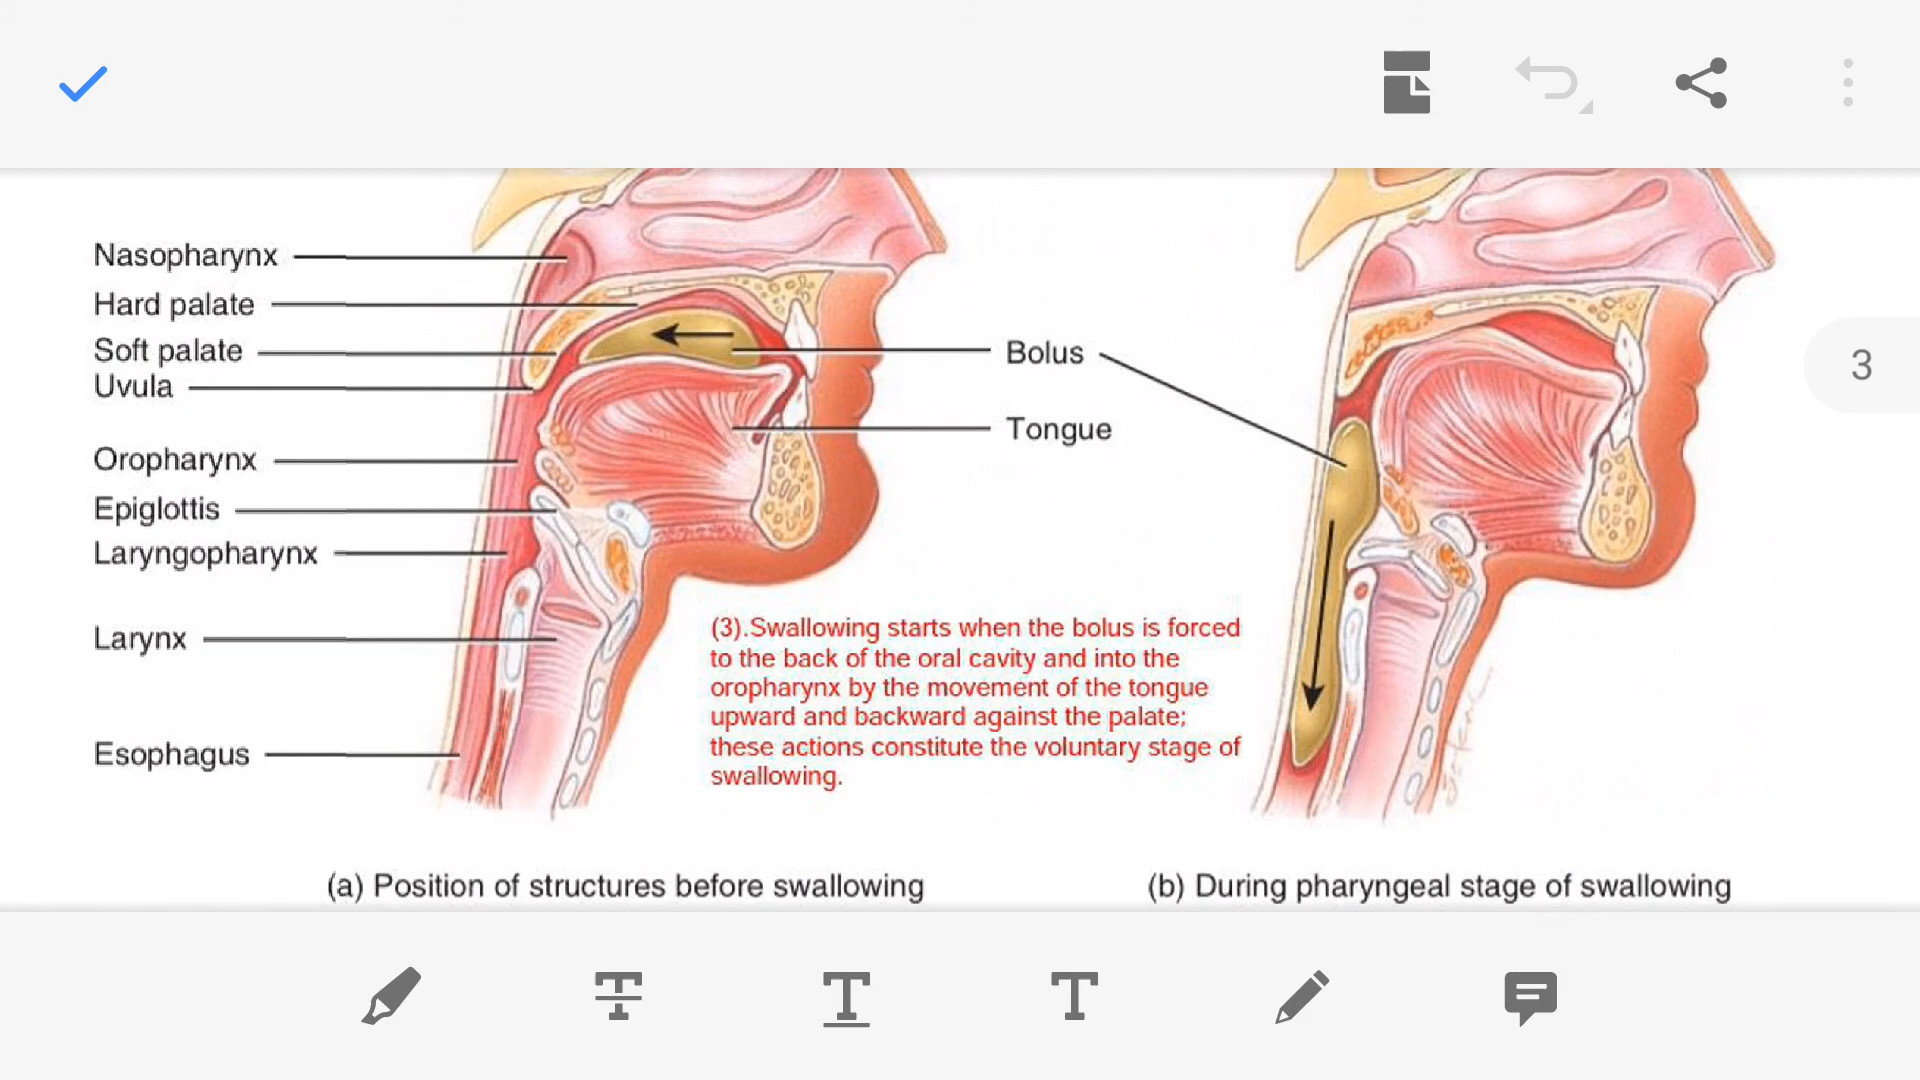 Nasopharynx
Hard palate
Soft palate
Uvula
Oropharynx
Epiglottis
Laryngopharynx
Larynx
Esophagus
Bolus
Tongue
3
(3).Swallowing starts when the bolus is forced
to the back of the oral cavity and into the
oropharynx by the movement of the tongue
upward and backward against the palate;
these actions constitute the voluntary stage of
swallowing.
(a) Position of structures before swallowing
(b) During pharyngeal stage of swallowing
T
T
T